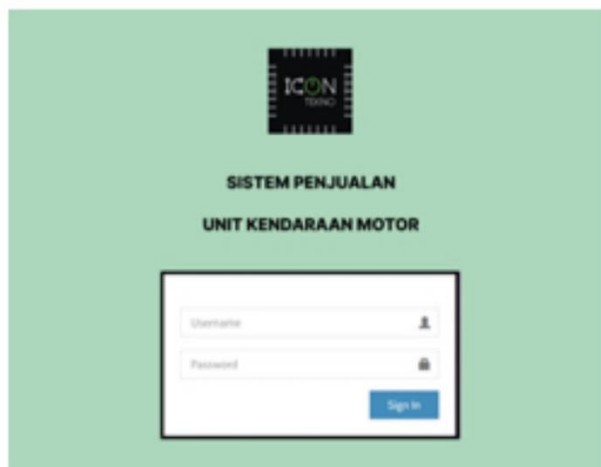 ICON
TEKNO
SISTEM PENJUALAN
UNIT KENDARAAN MOTOR
Username
Password
Sign In